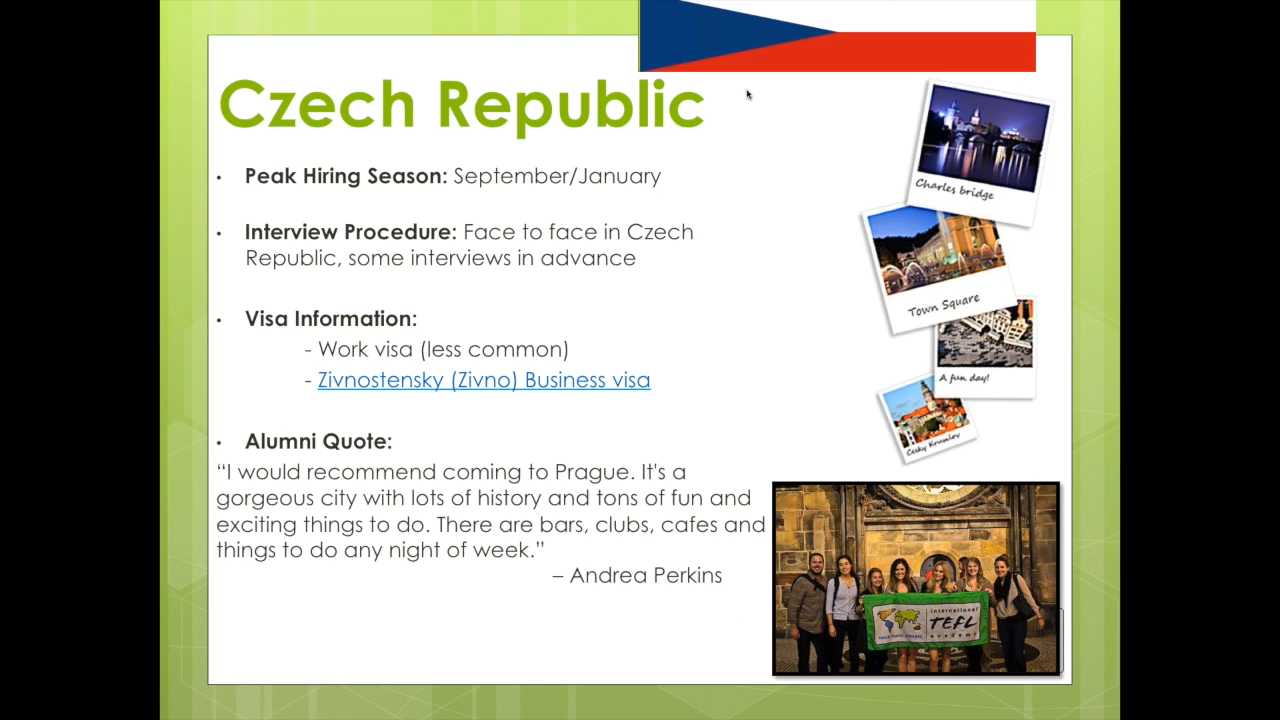 Czech Republic
• Peak Hiring Season: September/January
• Interview Procedure: Face to face in Czech
Republic, some interviews in advance
• Visa Information:
- Work visa (less common)
- Zivnostensky (Zivno) Business visa
• Alumni Quote:
“I would recommend coming to Prague. It's a
gorgeous city with lots of history and tons of fun and
exciting things to do. There are bars, clubs, cafes and
things to do any night of week.”
– Andrea Perkins
Charles bridge
Town Square
A fun day!
Cesky Krumlov
international
TEFL
academy